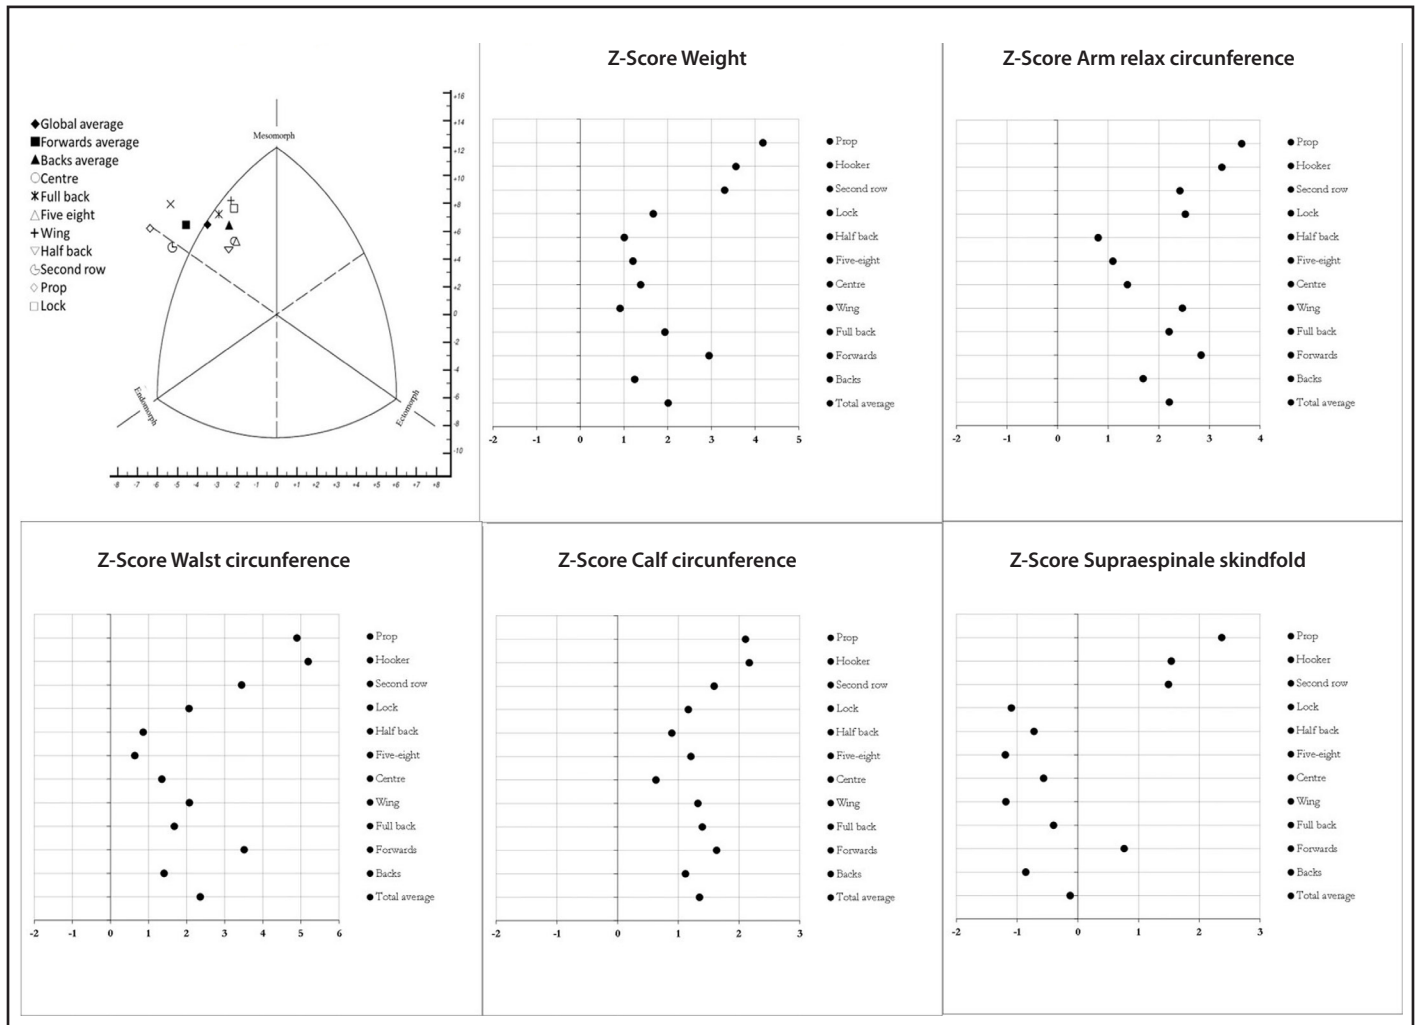 ◆Global average
■Forwards average
▲Backs average
○Centre
Full back
△Five eight
+Wing
▽Half back
Second row
◇Prop
□Lock
Mesomorph
Endomorph
Ectomorph
+16
+14
+12
+10
+8
+6
+4
+2
0
-2
-4
-6
-8
-10
-8 -7 -6 -5 -4 -3 -2 -1 0 +1 +2 +3 +4 +5 +6 +7 +8
Z-Score Weight
● Prop
● Hooker
● Second row
● Lock
● Half back
● Five-eight
● Centre
● Wing
● Full back
● Forwards
● Backs
● Total average
-2 -1 0 1 2 3 4 5
Z-Score Arm relax circunference
● Prop
● Hooker
● Second row
● Lock
● Half back
● Five-eight
● Centre
● Wing
● Full back
● Forwards
● Backs
● Total average
-2 -1 0 1 2 3 4
Z-Score Walst circunference
● Prop
● Hooker
● Second row
● Lock
● Half back
● Five-eight
● Centre
● Wing
● Full back
● Forwards
● Backs
● Total average
-2 -1 0 1 2 3 4 5 6
Z-Score Calf circunference
● Prop
● Hooker
● Second row
● Lock
● Half back
● Five-eight
● Centre
● Wing
● Full back
● Forwards
● Backs
● Total average
-2 -1 0 1 2 3
Z-Score Supraespinale skindfold
● Prop
● Hooker
● Second row
● Lock
● Half back
● Five-eight
● Centre
● Wing
● Full back
● Forwards
● Backs
● Total average
-2 -1 0 1 2 3